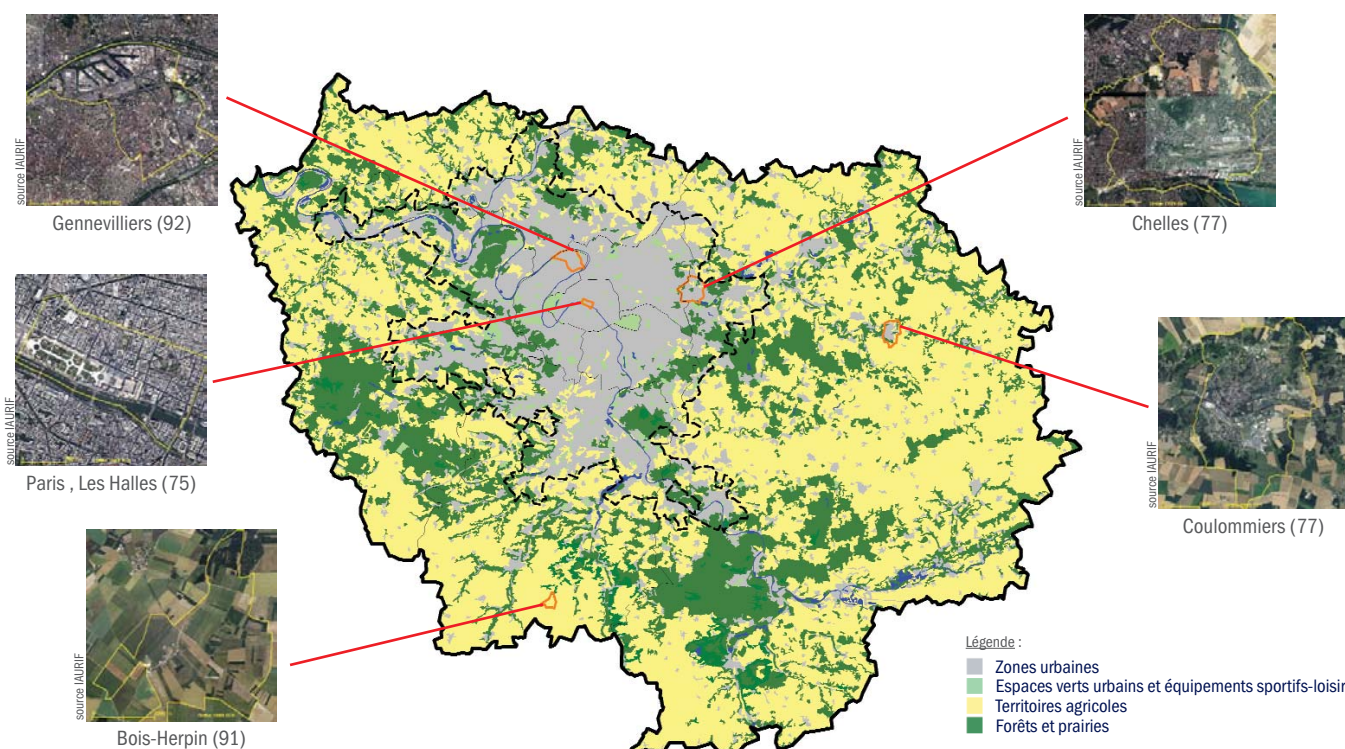 source IAURIF
Gennevilliers (92)
source IAURIF
Chelles (77)
source IAURIF
Paris , Les Halles (75)
source IAURIF
Coulommiers (77)
source IAURIF
Bois-Herpin (91)
Légende :
Zones urbaines
Espaces verts urbains et équipements sportifs-loisir
Territoires agricoles
Forêts et prairies